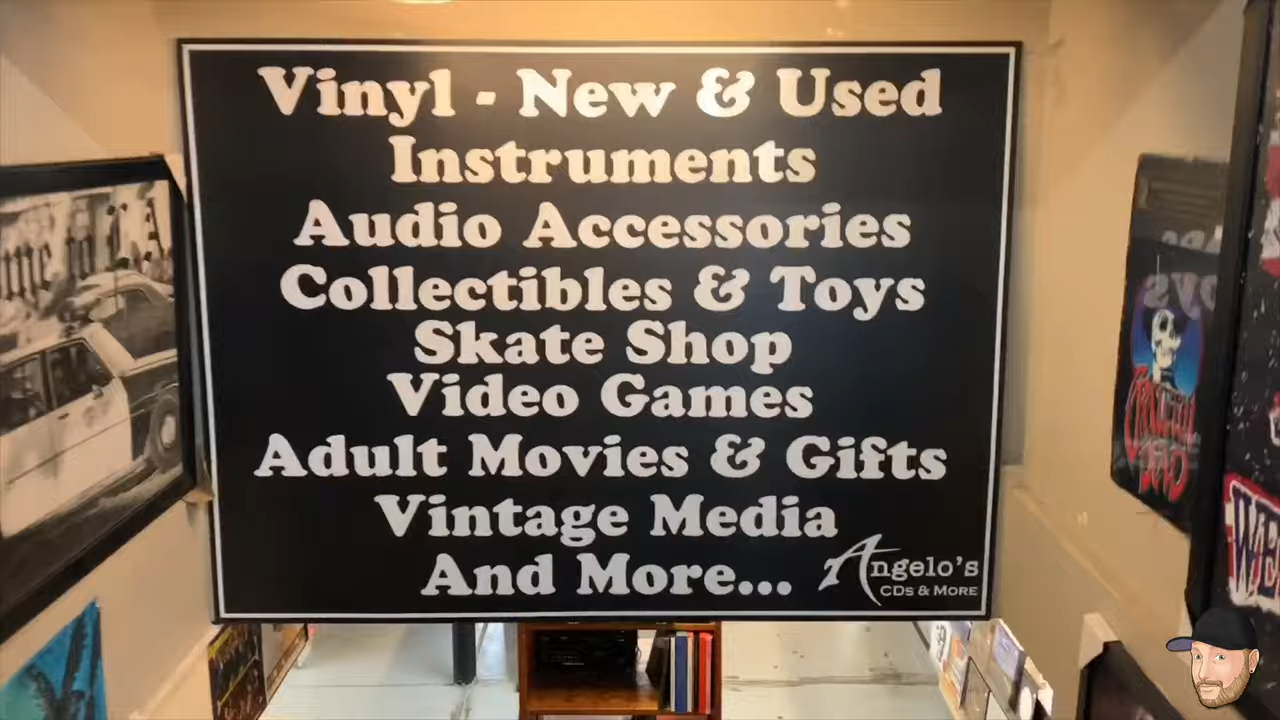 Vinyl - New & Used
Instruments
Audio Accessories
Collectibles & Toys
Skate Shop
Video Games
Adult Movies & Gifts
Vintage Media
And More...
Angelo's
CDs & More